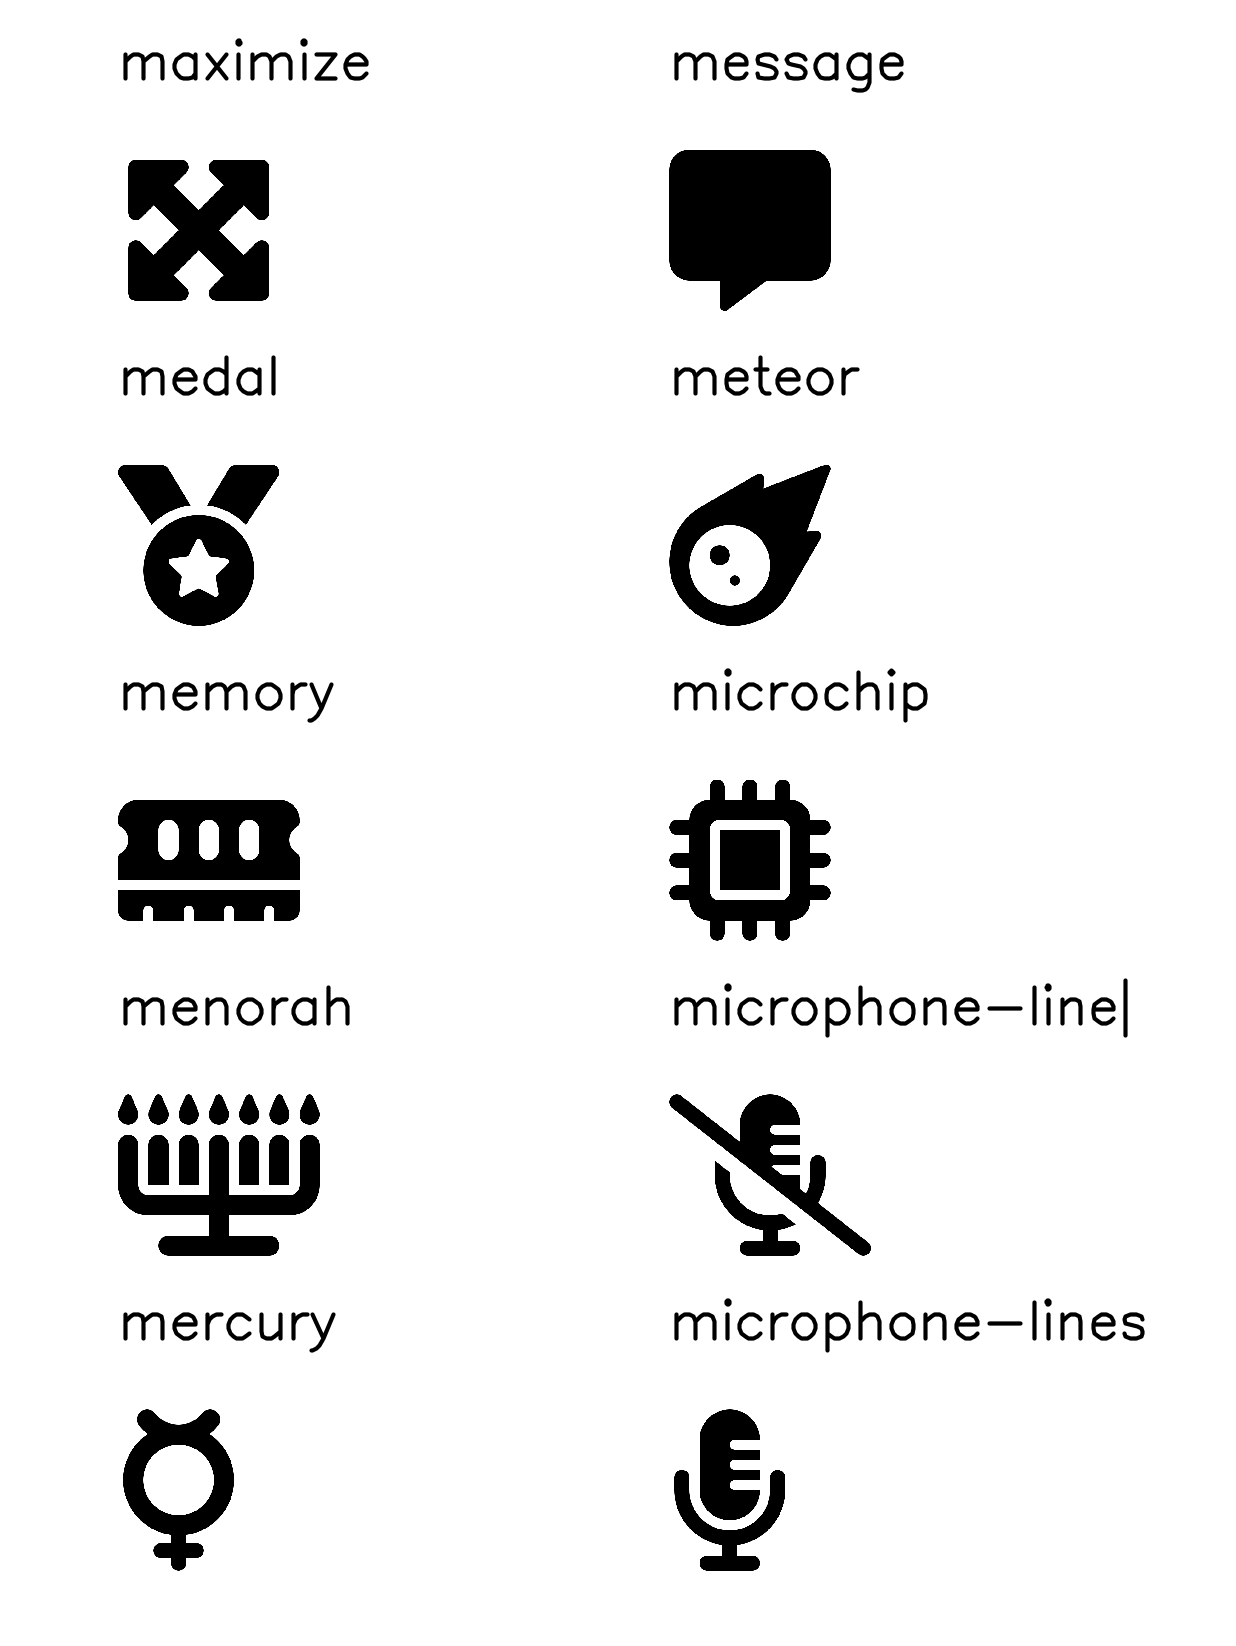 maximize
message
medal
meteor
memory
microchip
menorah
microphone-line|
mercury
microphone-lines